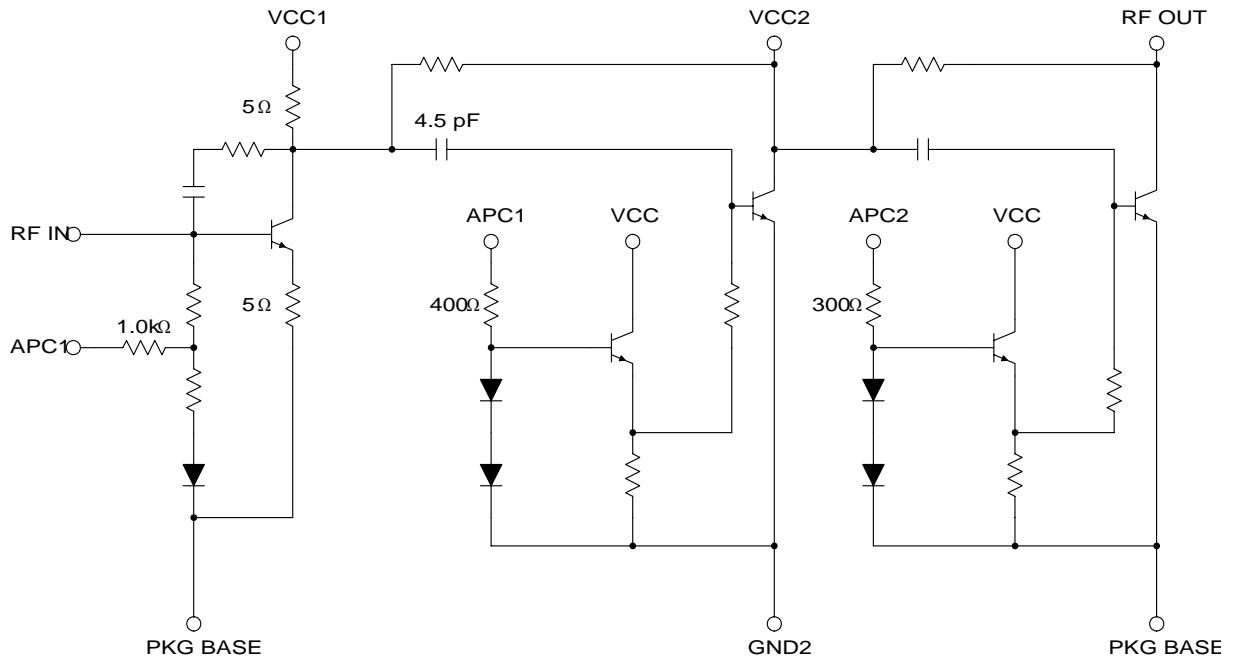 VCC1
VCC2
RF OUT
5Ω
4.5 pF
APC1
VCC
APC2
VCC
RF IN
5Ω
400Ω
300Ω
1.0kΩ
APC1
PKG BASE
GND2
PKG BASE